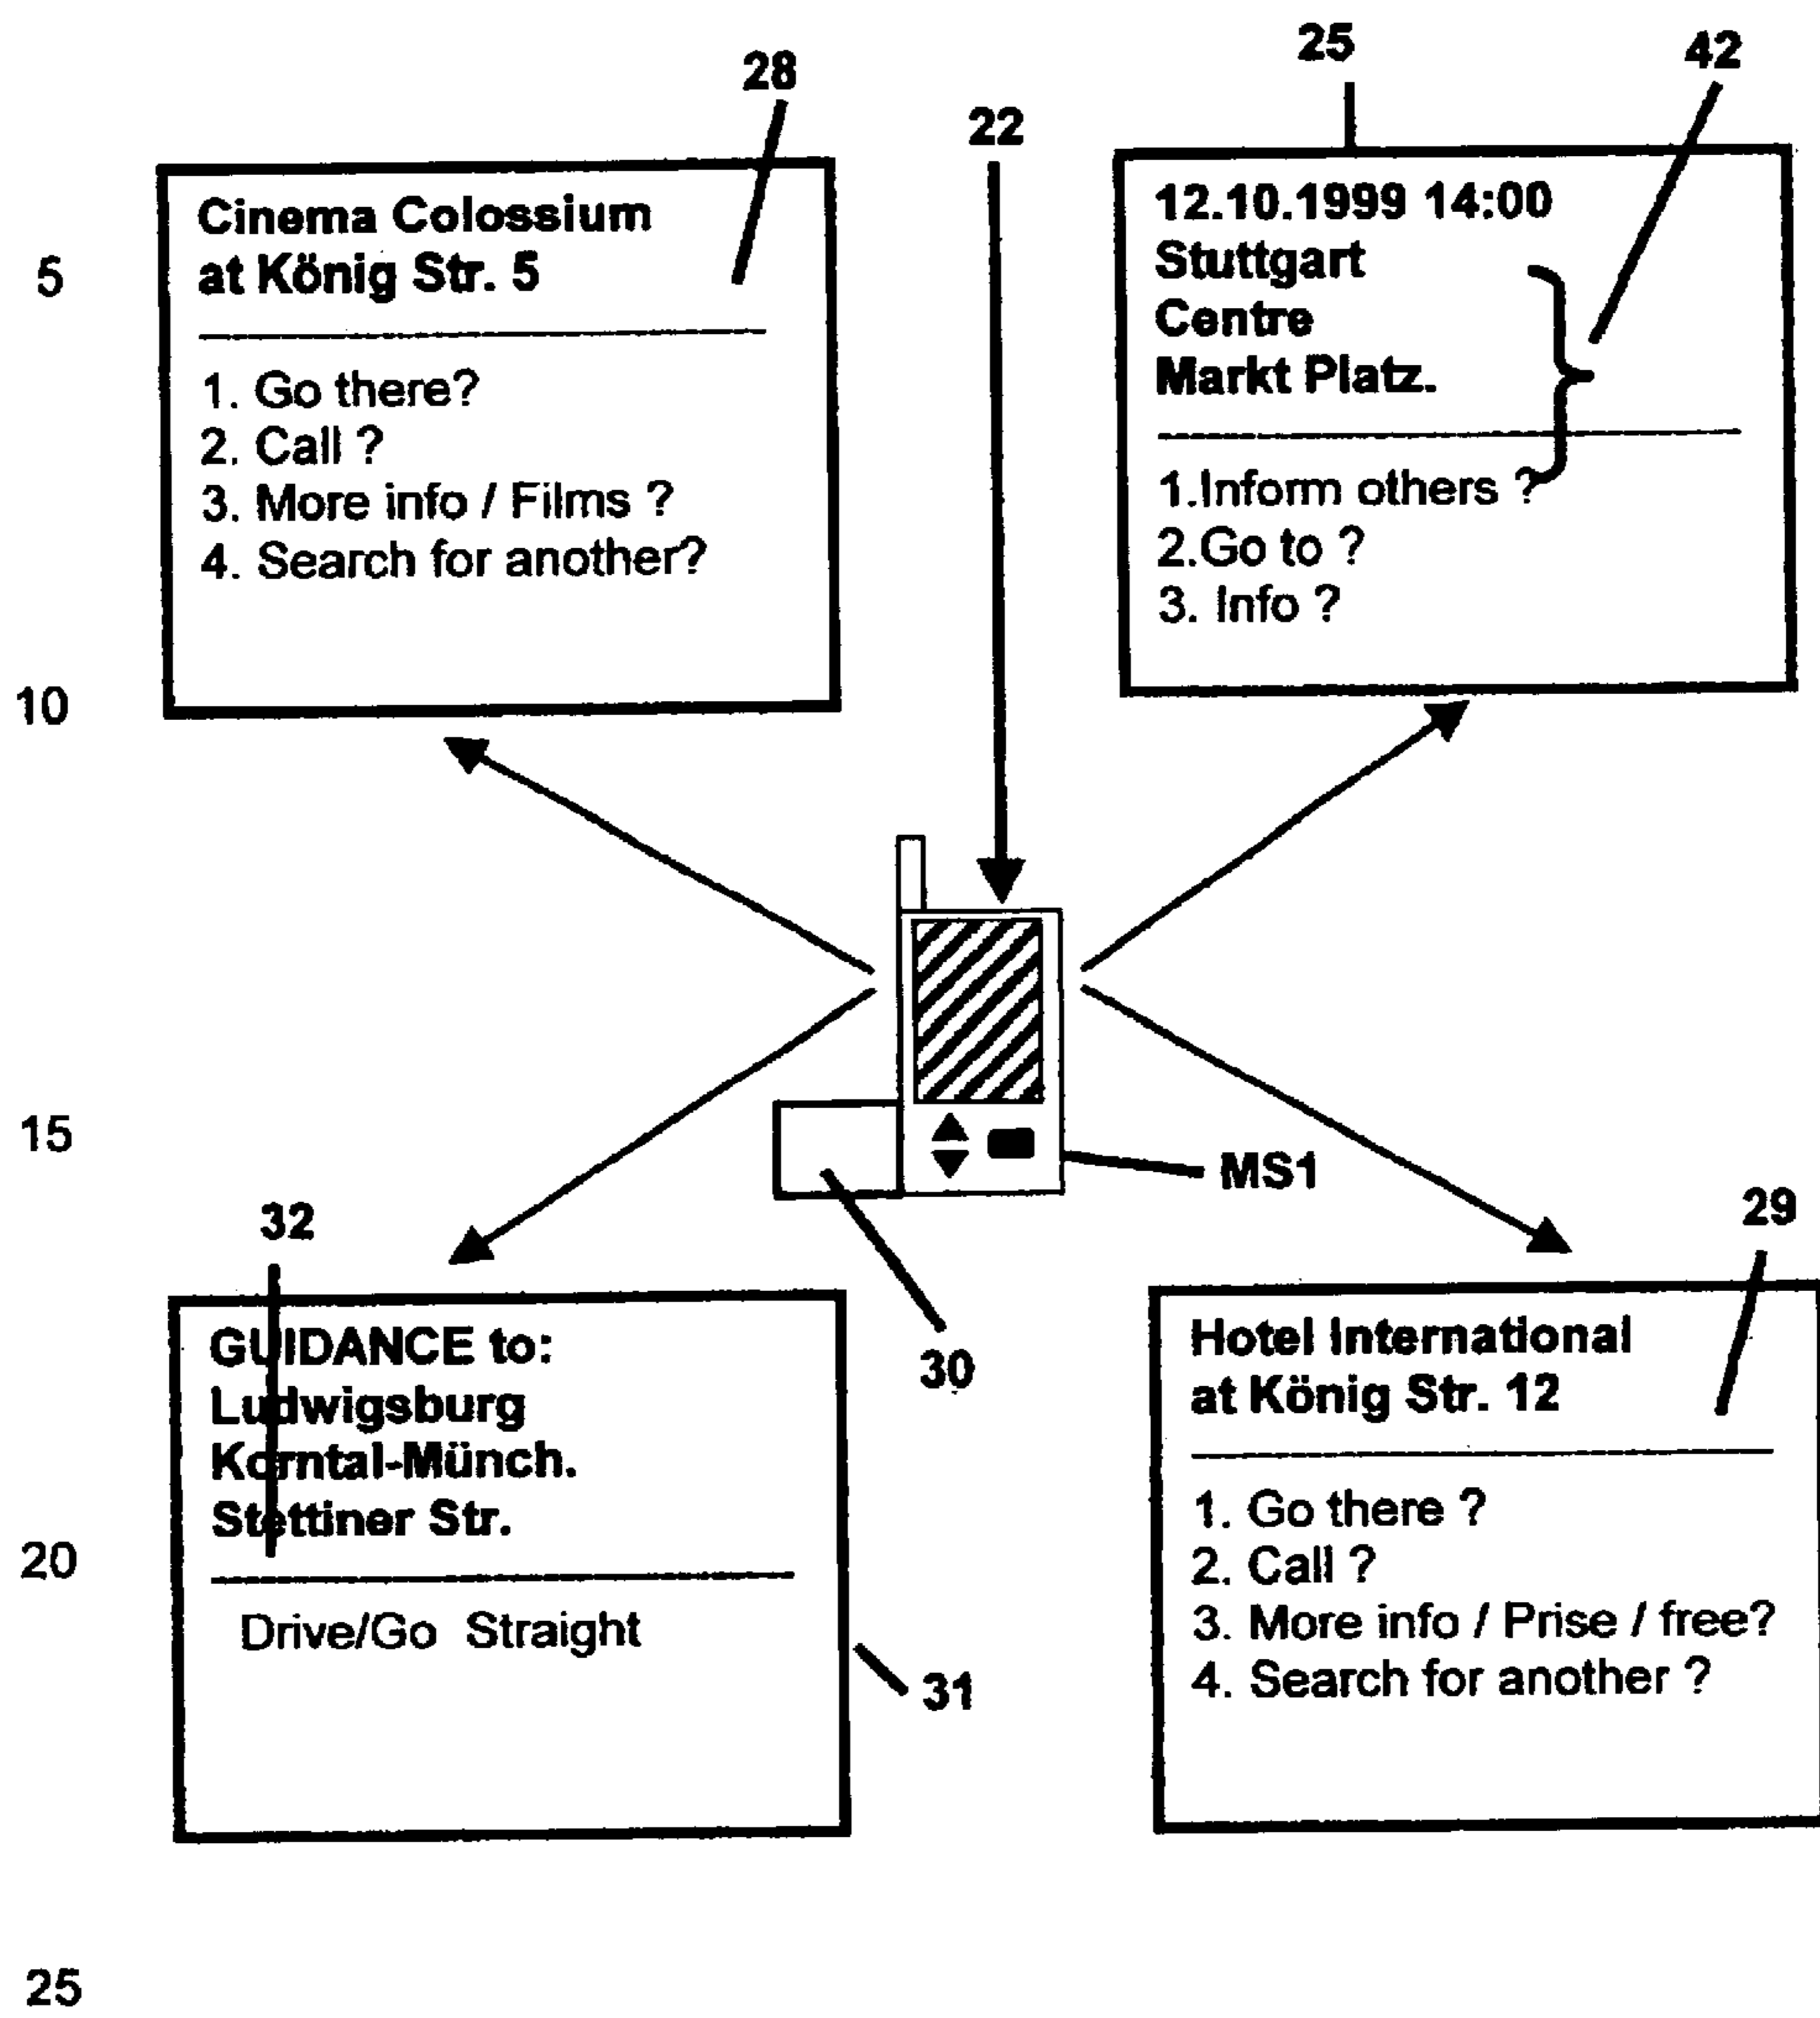 28
22
25
42
Cinema Colossium
at König Str. 5
1. Go there?
2. Call ?
3. More info / Films ?
4. Search for another?
12.10.1999 14:00
Stuttgart
Centre
Markt Platz.
1.Inform others ?
2.Go to ?
3. Info ?
5
10
15
MS1
30
32
GUIDANCE to:
Ludwigsburg
Korntal-Münch.
Stettiner Str.
Drive/Go Straight
31
29
Hotel International
at König Str. 12
1. Go there ?
2. Call ?
3. More info / Prise / free?
4. Search for another ?
20
25